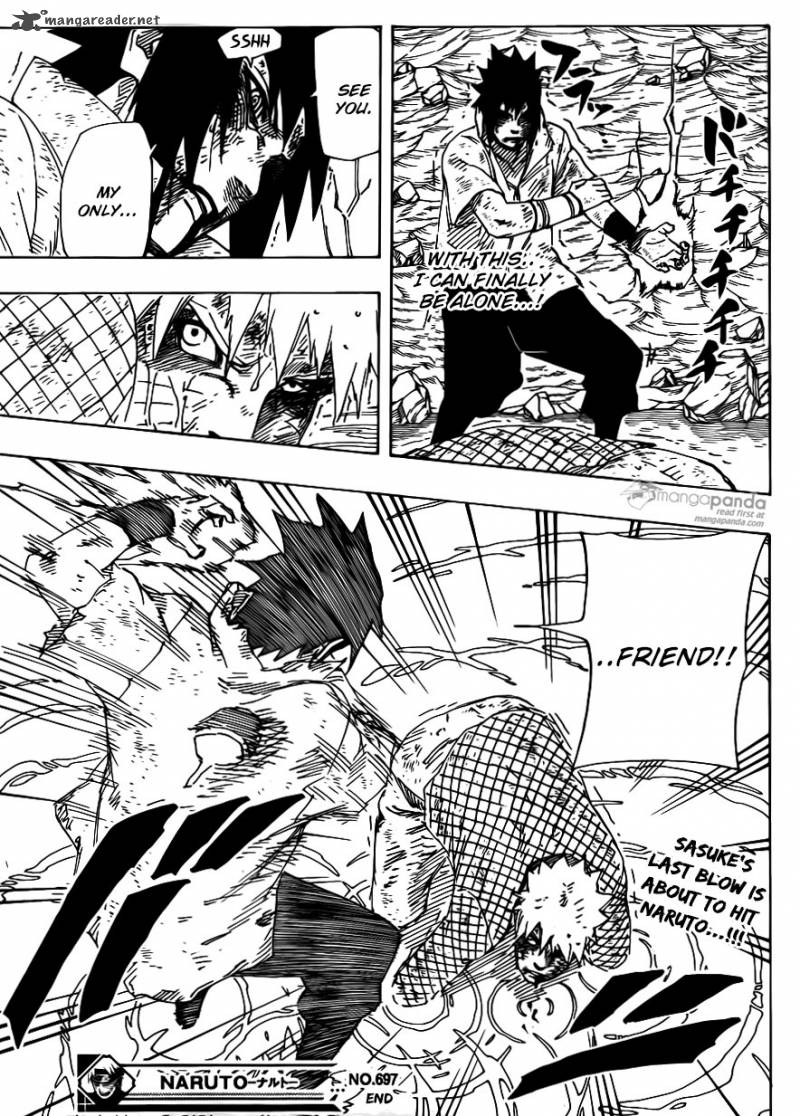 mangareader.net
フラッ
バチチチチチ
WITH THIS..
I CAN FINALLY
BE ALONE...!
SSHH
SEE
YOU.
MY
ONLY...
mangapanda
read first at
mangapanda.com
..FRIEND!!
SASUKE'S
LAST BLOW IS
ABOUT TO HIT
NARUTO...!!!
NARUTO ナルト
NO.697
END